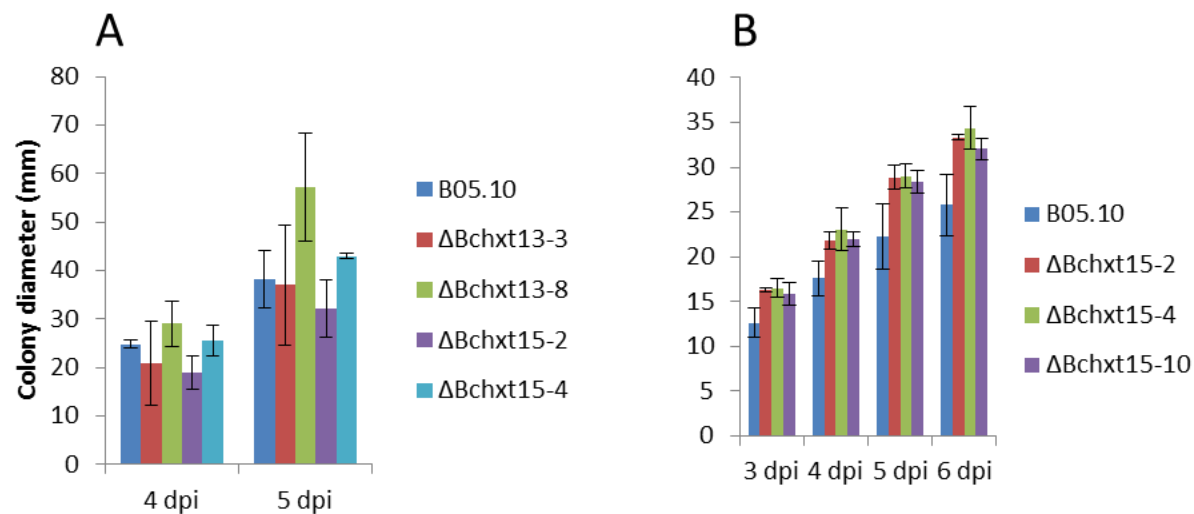 A
Colony diameter (mm)
80
70
60
50
40
30
20
10
0
4 dpi
5 dpi
B05.10
ΔBchxt13-3
ΔBchxt13-8
ΔBchxt15-2
ΔBchxt15-4
B
40
35
30
25
20
15
10
5
0
3 dpi
4 dpi
5 dpi
6 dpi
B05.10
ΔBchxt15-2
ΔBchxt15-4
ΔBchxt15-10